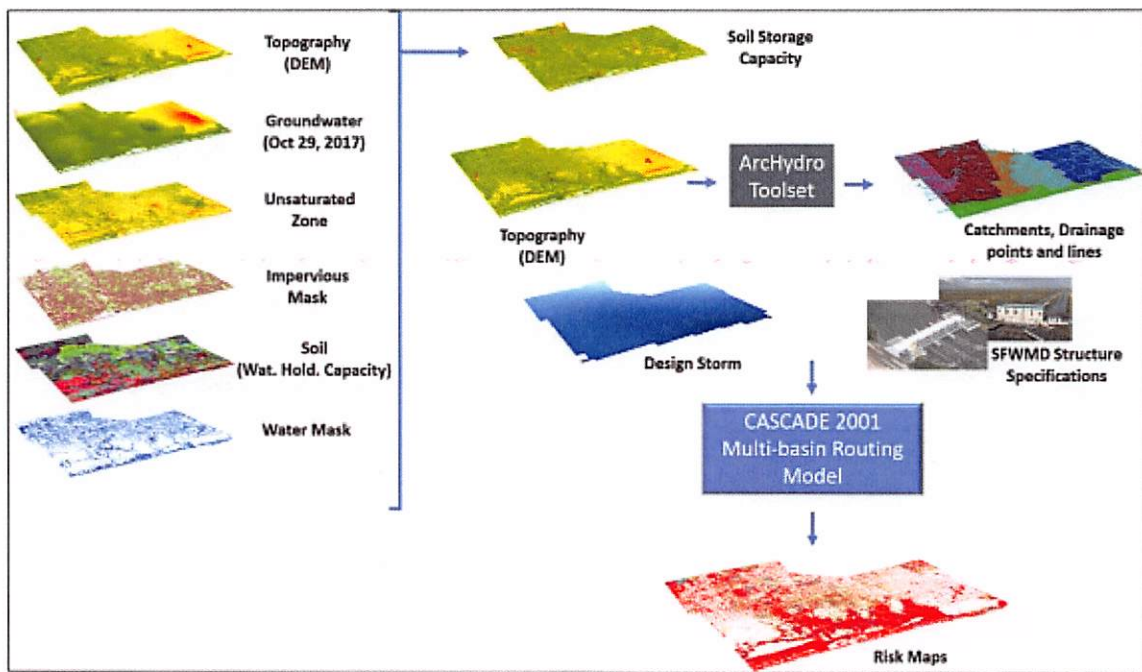 Topography
(DEM)
Groundwater
(Oct 29, 2017)
Unsaturated
Zone
Impervious
Mask
Soil
(Wat. Hold. Capacity)
Water Mask
Soil Storage
Capacity
Topography
(DEM)
ArcHydro
Toolset
Catchments, Drainage
points and lines
Design Storm
SFWMD Structure
Specifications
CASCADE 2001
Multi-basin Routing
Model
Risk Maps